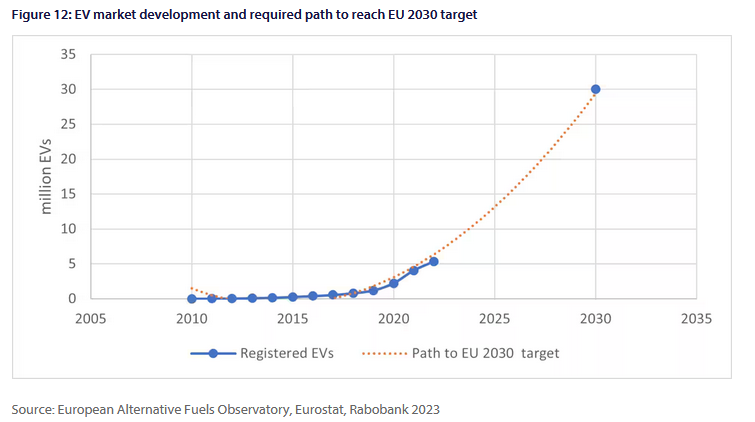 Figure 12: EV market development and required path to reach EU 2030 target
35
30
25
20
15
10
5
0
million EVs
2005 2010 2015 2020 2025 2030 2035
Registered EVs Path to EU 2030 target
Source: European Alternative Fuels Observatory, Eurostat, Rabobank 2023